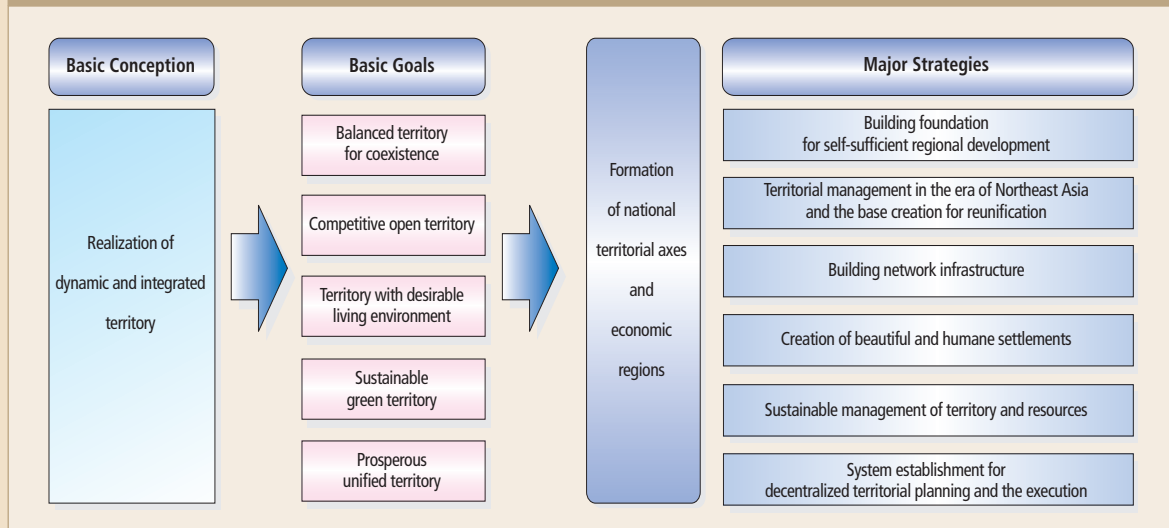 Basic Conception
Realization of
dynamic and integrated
territory
Basic Goals
Balanced territory
for coexistence
Competitive open territory
Territory with desirable
living environment
Sustainable
green territory
Prosperous
unified territory
Formation
of national
territorial axes
and
economic
regions
Major Strategies
Building foundation
for self-sufficient regional development
Territorial management in the era of Northeast Asia
and the base creation for reunification
Building network infrastructure
Creation of beautiful and humane settlements
Sustainable management of territory and resources
System establishment for
decentralized territorial planning and the execution